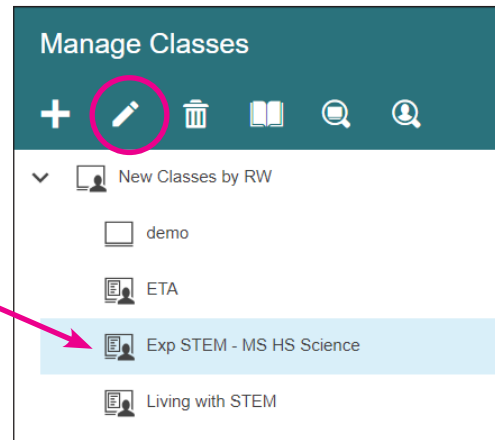 Manage Classes
New Classes by RW
demo
ETA
Exp STEM - MS HS Science
Living with STEM